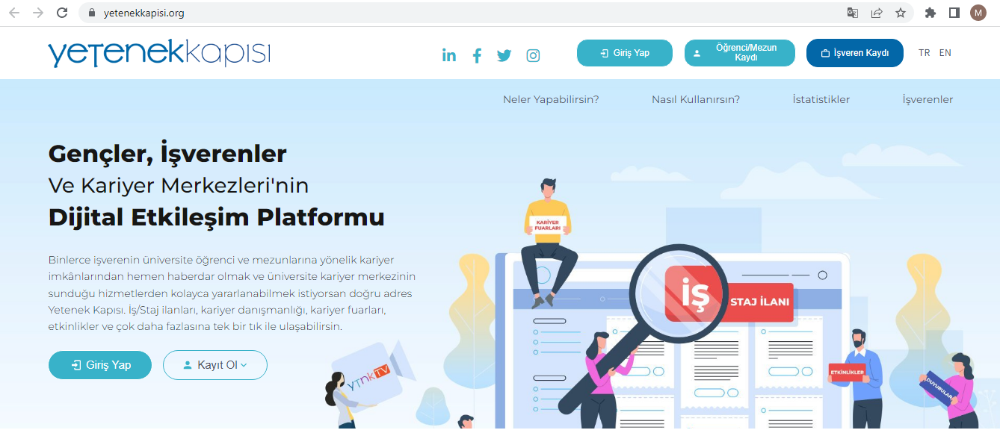 yetenekkapisi.org
M
yetenekkapısı
Giriş Yap
Öğrenci/Mezun
Kaydı
İşveren Kaydı
TR EN
Neler Yapabilirsin? Nasıl Kullanırsın? İstatistikler İşverenler
Gençler, İşverenler
Ve Kariyer Merkezleri'nin
Dijital Etkileşim Platformu
Binlerce işverenin üniversite öğrenci ve mezunlarına yönelik kariyer
imkânlarından hemen haberdar olmak ve üniversite kariyer merkezinin
sunduğu hizmetlerden kolayca yararlanabilmek istiyorsan doğru adres
Yetenek Kapısı. İş/Staj ilanları, kariyer danışmanlığı, kariyer fuarları,
etkinlikler ve çok daha fazlasına tek bir tık ile ulaşabilirsin.
Giriş Yap
Kayıt Ol
KARİYER
FUARLARI
İŞ
STAJ İLANI
YTNK TV
ETKİNLİKLER
DUYURULAR